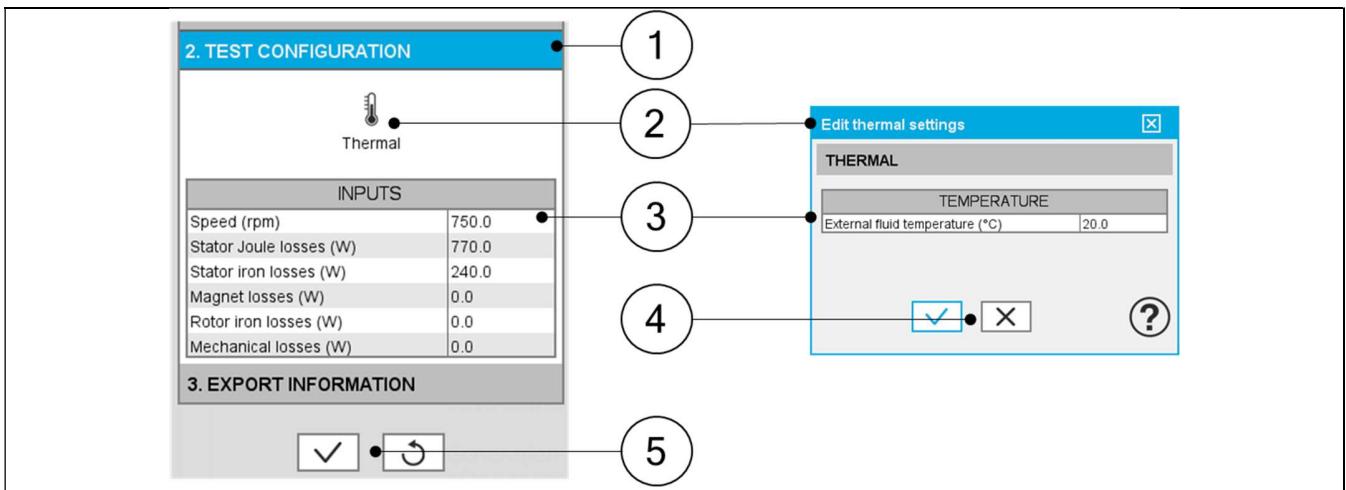 2. TEST CONFIGURATION
1
Thermal
2
Edit thermal settings
THERMAL
INPUTS
Speed (rpm) 750.0
Stator Joule losses (W) 770.0
Stator iron losses (W) 240.0
Magnet losses (W) 0.0
Rotor iron losses (W) 0.0
Mechanical losses (W) 0.0
3
TEMPERATURE
External fluid temperature (°C) 20.0
4
?
3. EXPORT INFORMATION
5